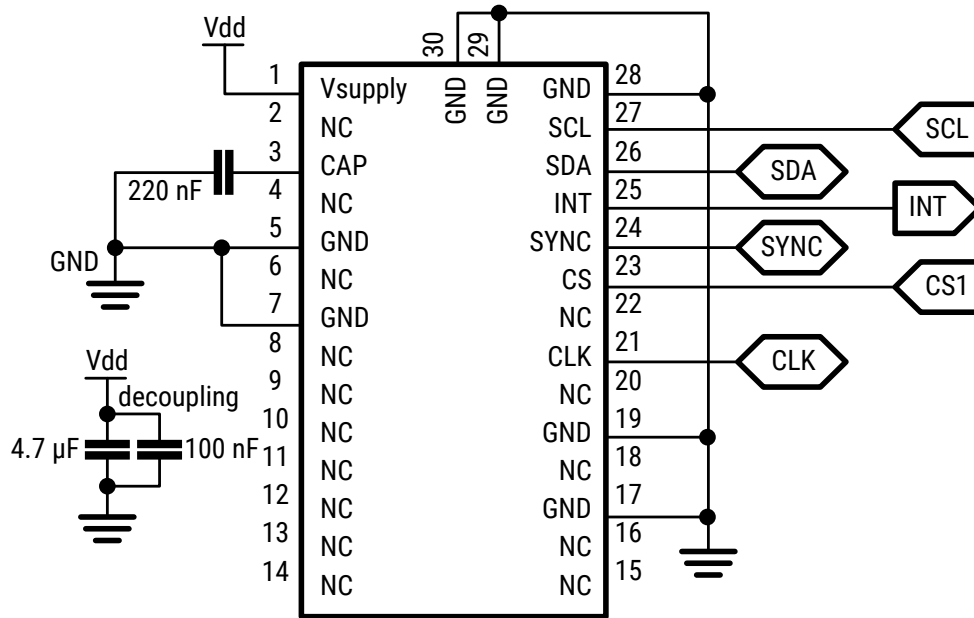 Vdd
30
29
1
Vsupply
GND
GND
GND
28
2
NC
SCL
27
SCL
3
CAP
SDA
26
SDA
220 nF
4
NC
INT
25
INT
5
GND
SYNC
24
SYNC
GND
6
NC
CS
23
CS1
7
GND
NC
22
8
NC
CLK
21
CLK
Vdd
decoupling
9
NC
NC
20
10
NC
GND
19
4.7 µF
100 nF
11
NC
NC
18
12
NC
GND
17
13
NC
NC
16
14
NC
NC
15